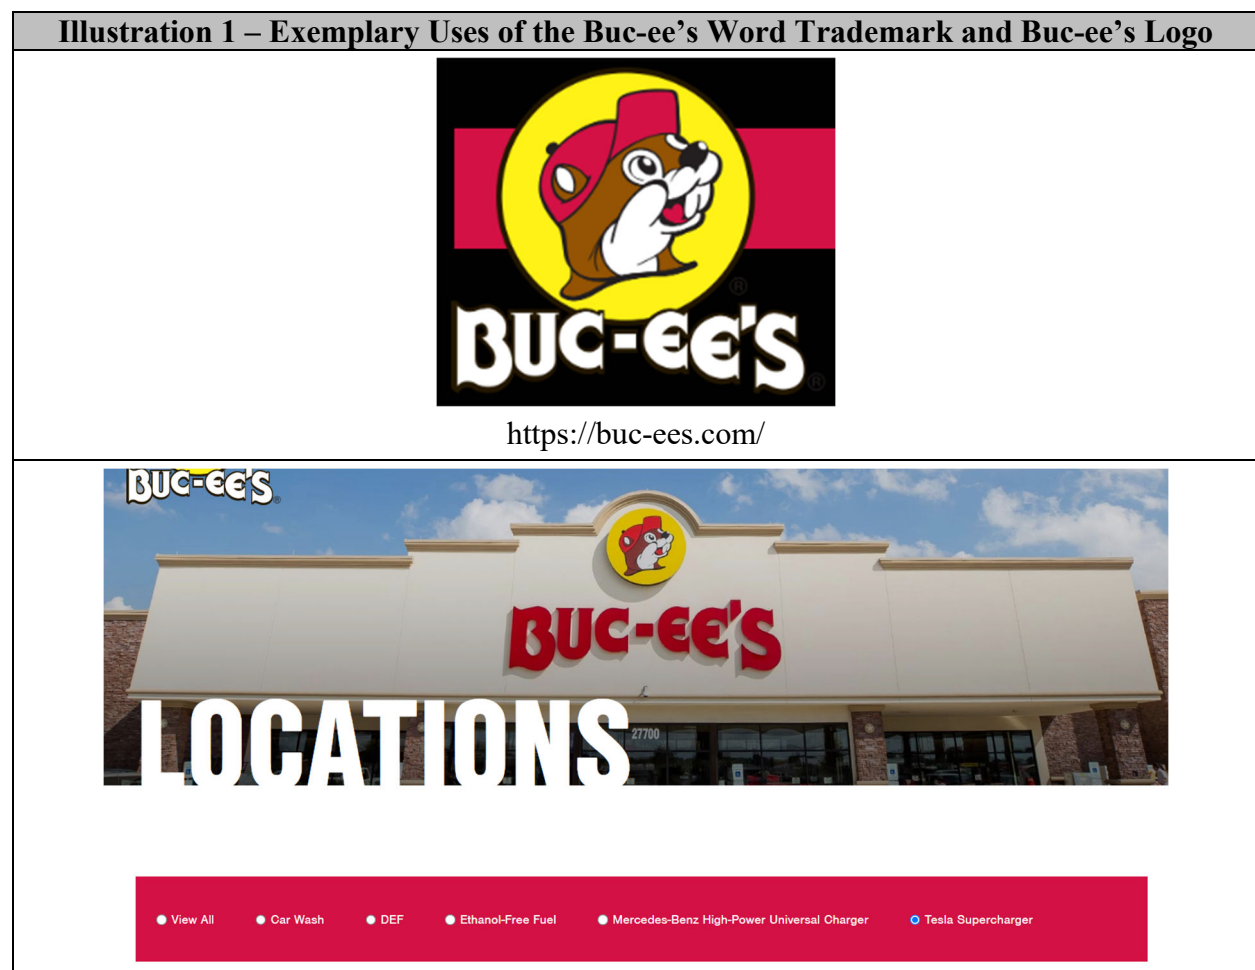 Illustration 1 – Exemplary Uses of the Buc-ee’s Word Trademark and Buc-ee’s Logo
®
BUC-EE'S ®
https://buc-ees.com/
BUC-EE'S ®
BUC-EE'S
LOCATIONS
27700
View All Car Wash DEF Ethanol-Free Fuel Mercedes-Benz High-Power Universal Charger Tesla Supercharger